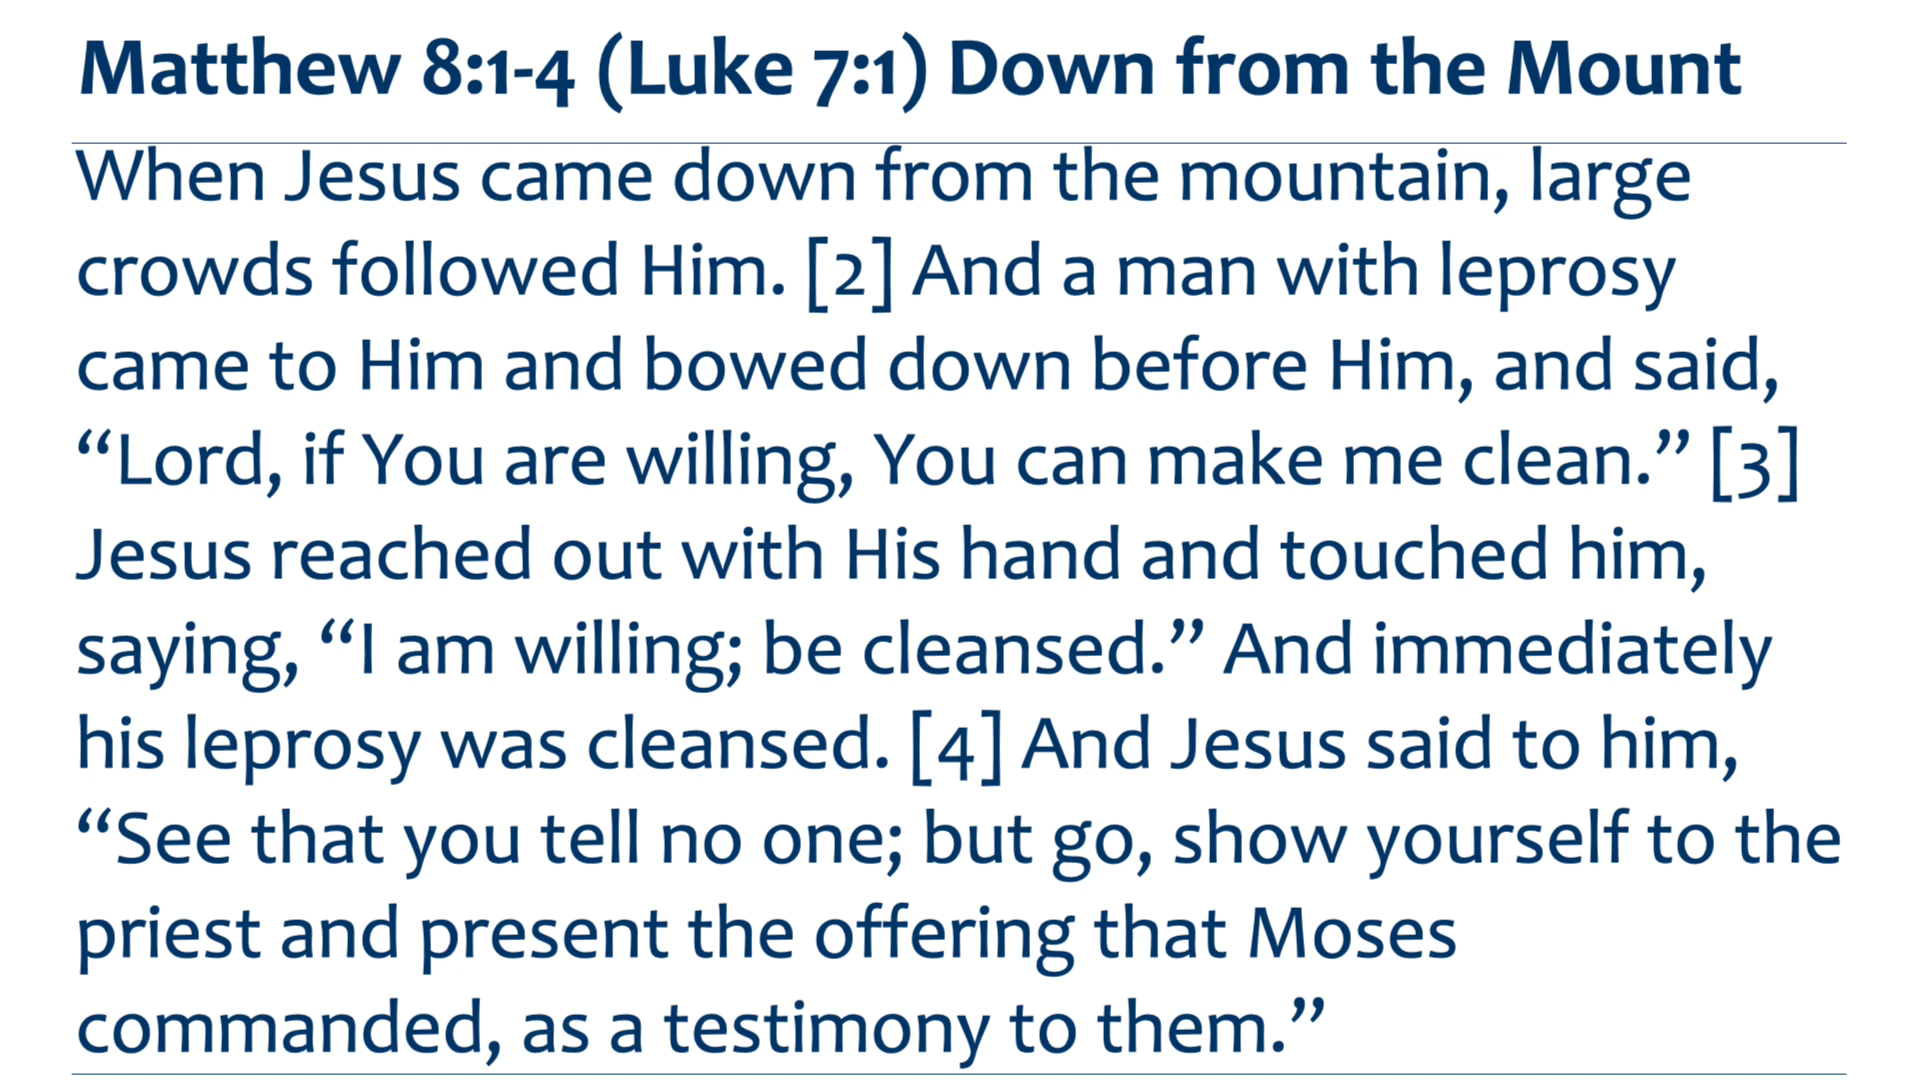 Matthew 8:1-4 (Luke 7:1) Down from the Mount
When Jesus came down from the mountain, large
crowds followed Him. [2] And a man with leprosy
came to Him and bowed down before Him, and said,
“Lord, if You are willing, You can make me clean.” [3]
Jesus reached out with His hand and touched him,
saying, “I am willing; be cleansed.” And immediately
his leprosy was cleansed. [4] And Jesus said to him,
“See that you tell no one; but go, show yourself to the
priest and present the offering that Moses
commanded, as a testimony to them.”